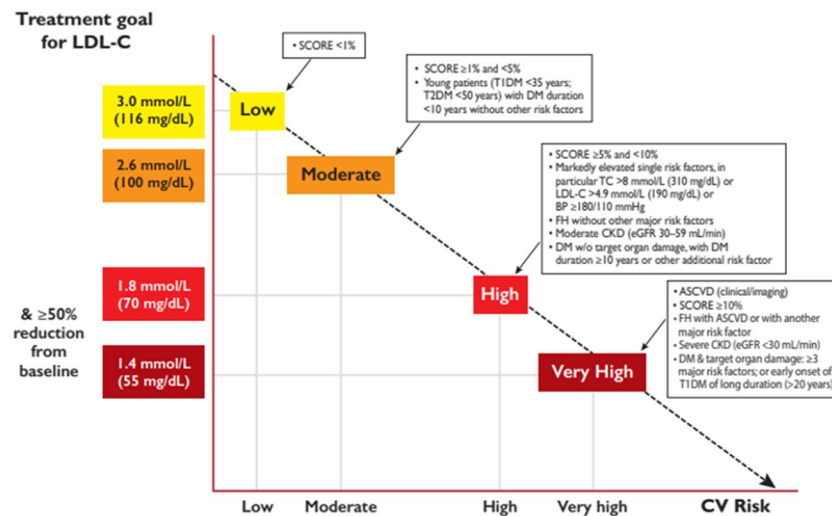 Treatment goal
for LDL-C
3.0 mmol/L
(116 mg/dL)
2.6 mmol/L
(100 mg/dL)
1.8 mmol/L
(70 mg/dL)
1.4 mmol/L
(55 mg/dL)
& ≥50%
reduction
from
baseline
Low
• SCORE <1%
Moderate
• SCORE ≥1% and <5%
• Young patients (T1DM <35 years;
T2DM <50 years) with DM duration
<10 years without other risk factors
High
• SCORE ≥5% and <10%
• Markedly elevated single risk factors, in
particular TC >8 mmol/L (310 mg/dL) or
LDL-C >4.9 mmol/L (190 mg/dL) or
BP ≥180/110 mmHg
• FH without other major risk factors
• Moderate CKD (eGFR 30–59 mL/min)
• DM w/o target organ damage, with DM
duration ≥10 years or other additional risk factor
Very High
• ASCVD (clinical/imaging)
• SCORE ≥10%
• FH with ASCVD or with another
major risk factor
• Severe CKD (eGFR <30 mL/min)
• DM & target organ damage: ≥3
major risk factors; or early onset of
T1DM of long duration (>20 years)
Low
Moderate
High
Very high
CV Risk